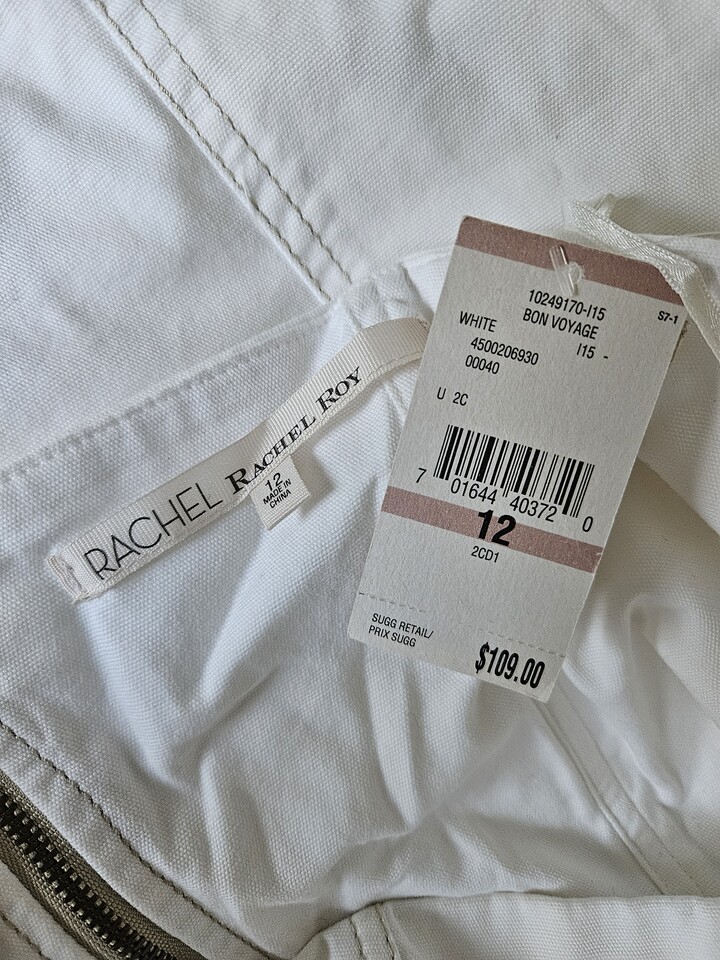 10249170-I15
S7-1
WHITE BON VOYAGE
4500206930 I15 -
00040
U 2C
7 01644 40372 0
12
2CD1
SUGG RETAIL/
PRIX SUGG
$109.00
RACHEL RACHEL ROY
12
MADE IN
CHINA